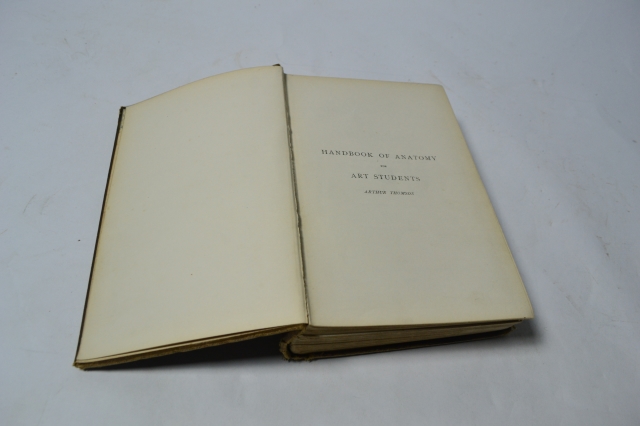 HANDBOOK OF ANATOMY
FOR
ART STUDENTS
ARTHUR THOMSON